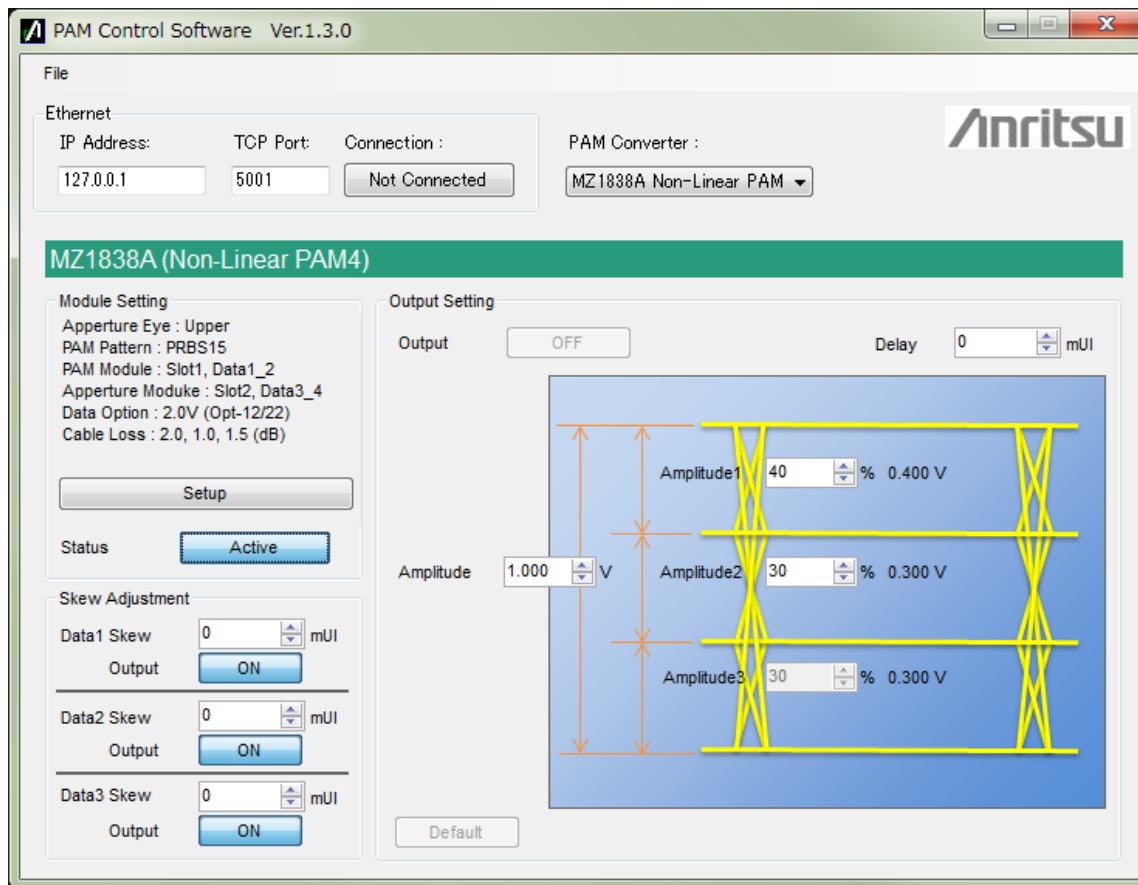 PAM Control Software Ver.1.3.0
File
Ethernet
IP Address: TCP Port: Connection :
127.0.0.1 5001 Not Connected
PAM Converter :
MZ1838A Non-Linear PAM
Anritsu
MZ1838A (Non-Linear PAM4)
Module Setting
Apperture Eye : Upper
PAM Pattern : PRBS15
PAM Module : Slot1, Data1_2
Apperture Moduke : Slot2, Data3_4
Data Option : 2.0V (Opt-12/22)
Cable Loss : 2.0, 1.0, 1.5 (dB)
Setup
Status Active
Skew Adjustment
Data1 Skew 0 mUI
Output ON
Data2 Skew 0 mUI
Output ON
Data3 Skew 0 mUI
Output ON
Output Setting
Output OFF
Delay 0 mUI
Amplitude1 40 % 0.400 V
Amplitude 1.000 V
Amplitude2 30 % 0.300 V
Amplitude3 30 % 0.300 V
Default